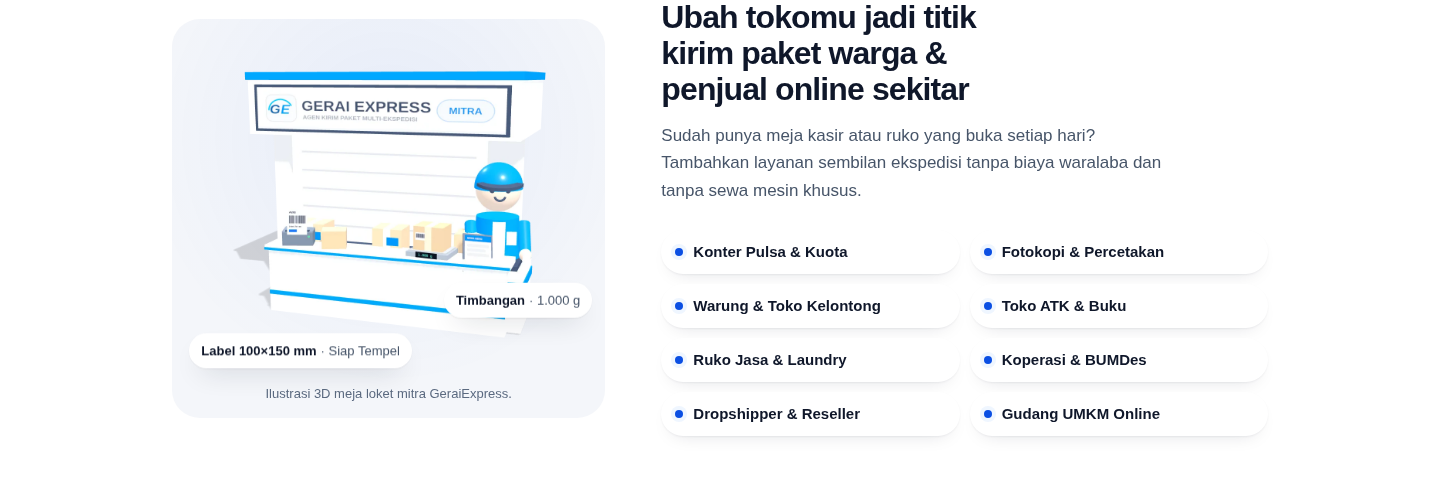 Ubah tokomu jadi titik
kirim paket warga &
penjual online sekitar
Sudah punya meja kasir atau ruko yang buka setiap hari?
Tambahkan layanan sembilan ekspedisi tanpa biaya waralaba dan
tanpa sewa mesin khusus.
GE
GERAI EXPRESS
AGEN KIRIM PAKET MULTI-EKSPEDISI
MITRA
Timbangan · 1.000 g
Label 100×150 mm · Siap Tempel
Ilustrasi 3D meja loket mitra GeraiExpress.
Konter Pulsa & Kuota
Fotokopi & Percetakan
Warung & Toko Kelontong
Toko ATK & Buku
Ruko Jasa & Laundry
Koperasi & BUMDes
Dropshipper & Reseller
Gudang UMKM Online